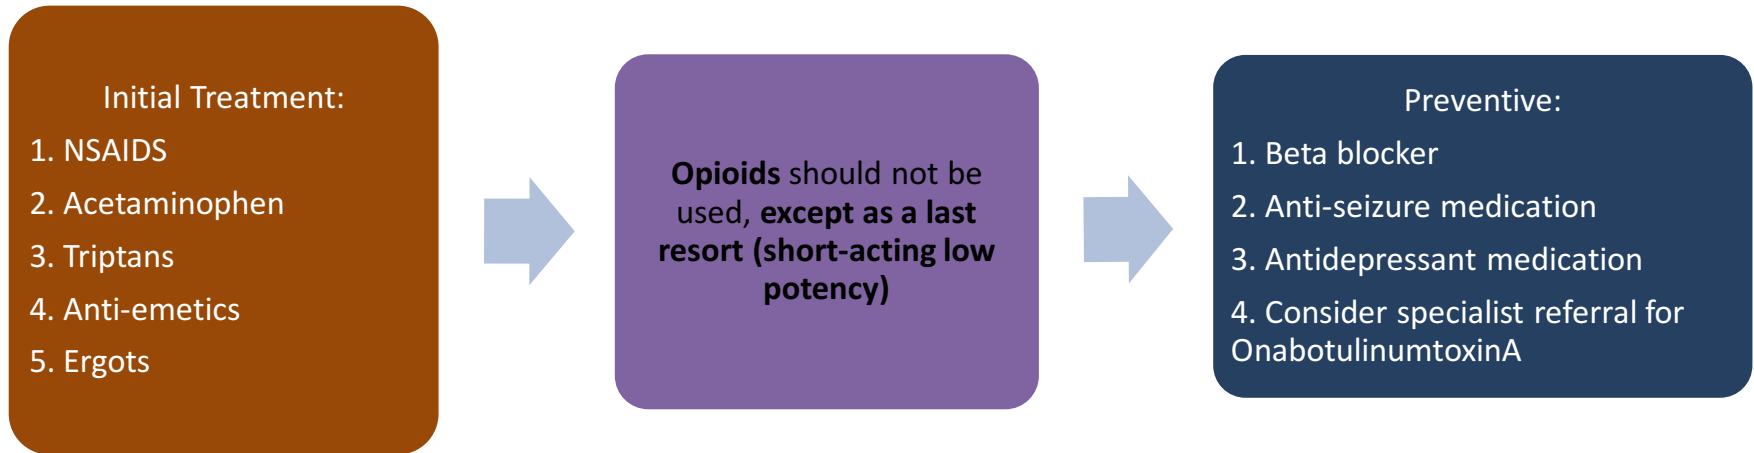 Initial Treatment:
1. NSAIDS
2. Acetaminophen
3. Triptans
4. Anti-emetics
5. Ergots
Opioids should not be
used, except as a last
resort (short-acting low
potency)
Preventive:
1. Beta blocker
2. Anti-seizure medication
3. Antidepressant medication
4. Consider specialist referral for
OnabotulinumtoxinA